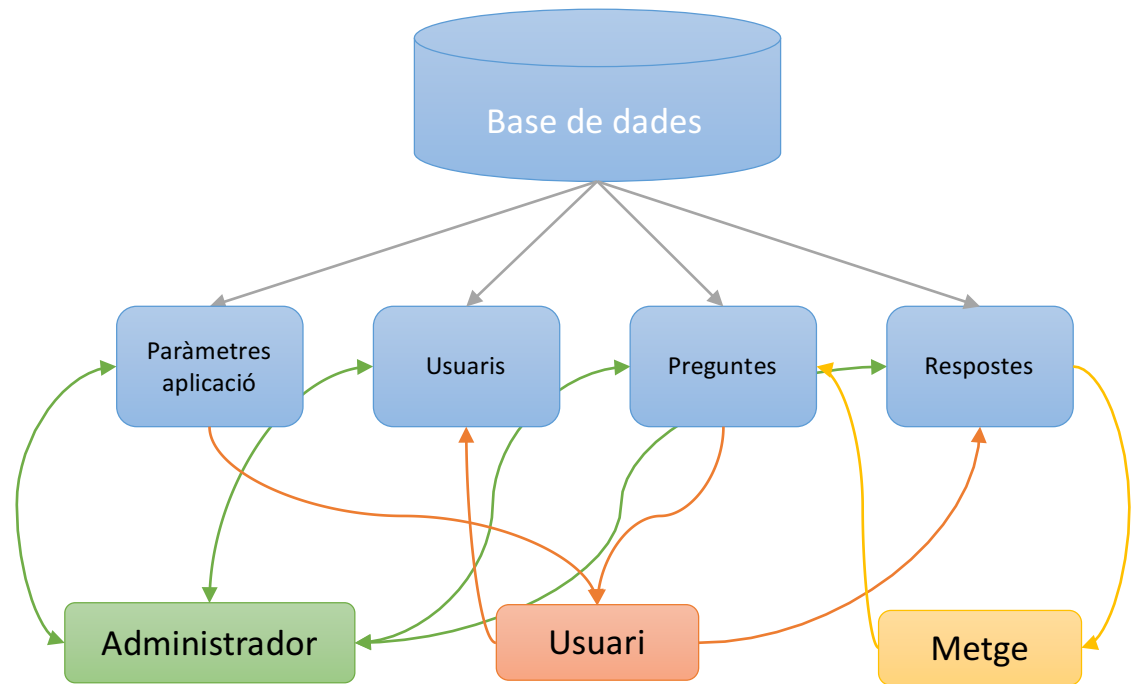 Base de dades
Paràmetres
aplicació
Usuaris
Preguntes
Respostes
Administrador
Usuari
Metge